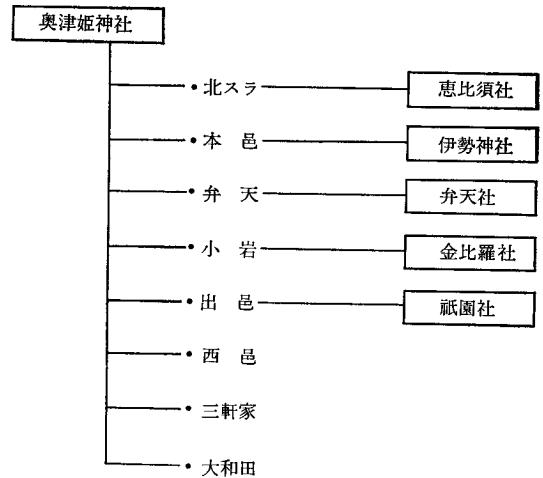 奥津姫神社
・北スラ 恵比須社
・本邑 伊勢神社
・弁天 弁天社
・小岩 金比羅社
・出邑 祇園社
・西邑
・三軒家
・大和田